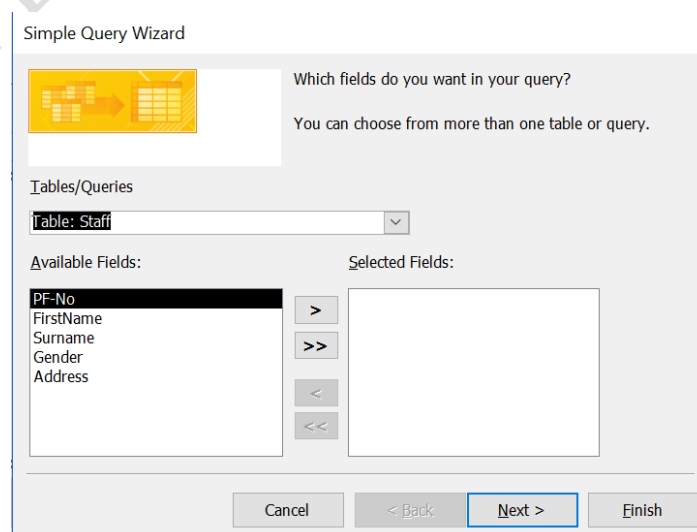 Simple Query Wizard
Which fields do you want in your query?
You can choose from more than one table or query.
Tables/Queries
Table: Staff
Available Fields:
Selected Fields:
PF-No
FirstName
Surname
Gender
Address
>
>>
<
<<
Cancel
< Back
Next >
Finish